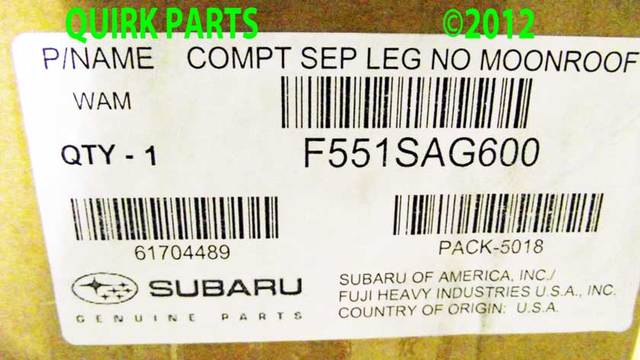 QUIRK PARTS ©2012
P/NAME COMPT SEP LEG NO MOONROOF
WAM
QTY - 1 F551SAG600
61704489 PACK-5018
SUBARU
GENUINE PARTS
SUBARU OF AMERICA, INC./
FUJI HEAVY INDUSTRIES U.S.A., INC.
COUNTRY OF ORIGIN: U.S.A.